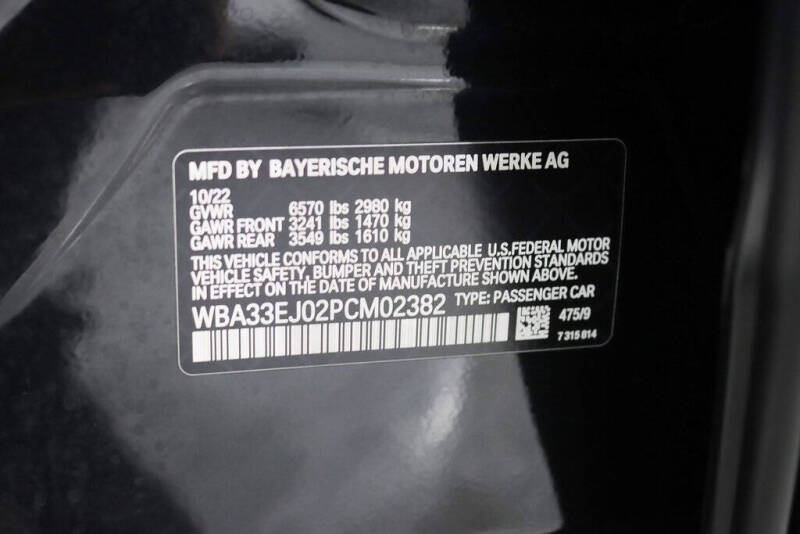 MFD BY BAYERISCHE MOTOREN WERKE AG
10/22
GVWR 6570 lbs 2980 kg
GAWR FRONT 3241 lbs 1470 kg
GAWR REAR 3549 lbs 1610 kg
THIS VEHICLE CONFORMS TO ALL APPLICABLE U.S.FEDERAL MOTOR
VEHICLE SAFETY, BUMPER AND THEFT PREVENTION STANDARDS
IN EFFECT ON THE DATE OF MANUFACTURE SHOWN ABOVE.
WBA33EJ02PCM02382 TYPE: PASSENGER CAR
475/9
7 315 814